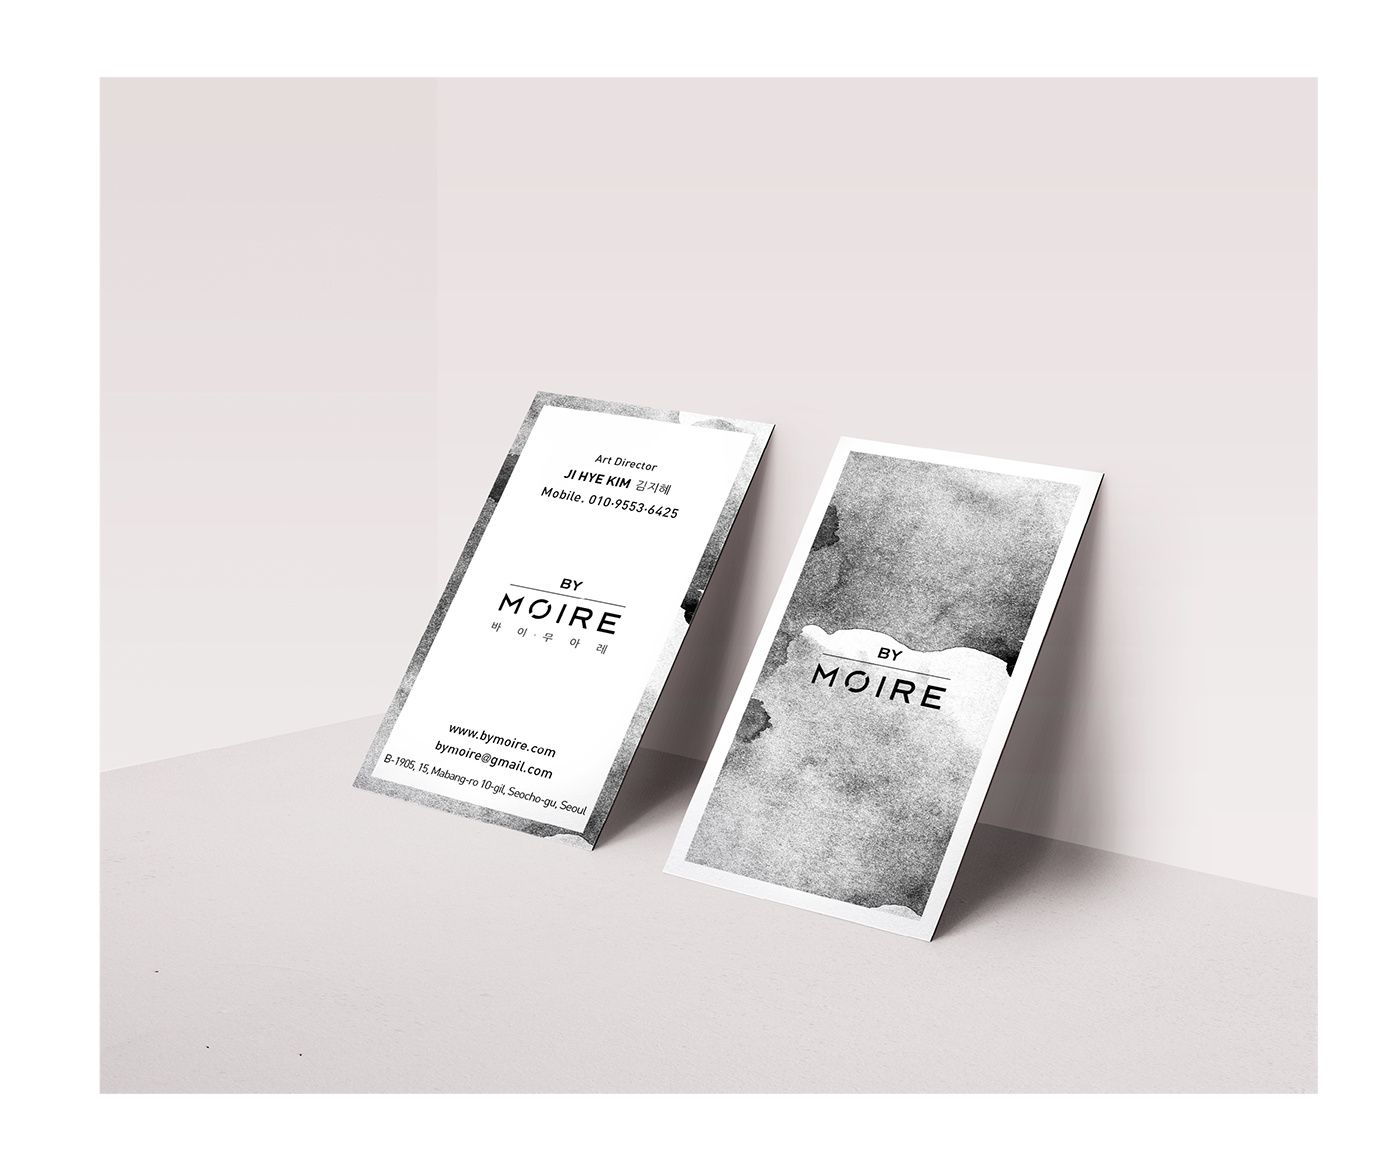 Art Director
JI HYE KIM 김지혜
Mobile. 010-9553-6425
BY
MOIRE
바 이 · 무 아 레
www.bymoire.com
bymoire@gmail.com
B-1905, 15, Mabang-ro 10-gil, Seocho-gu, Seoul
BY
MOIRE